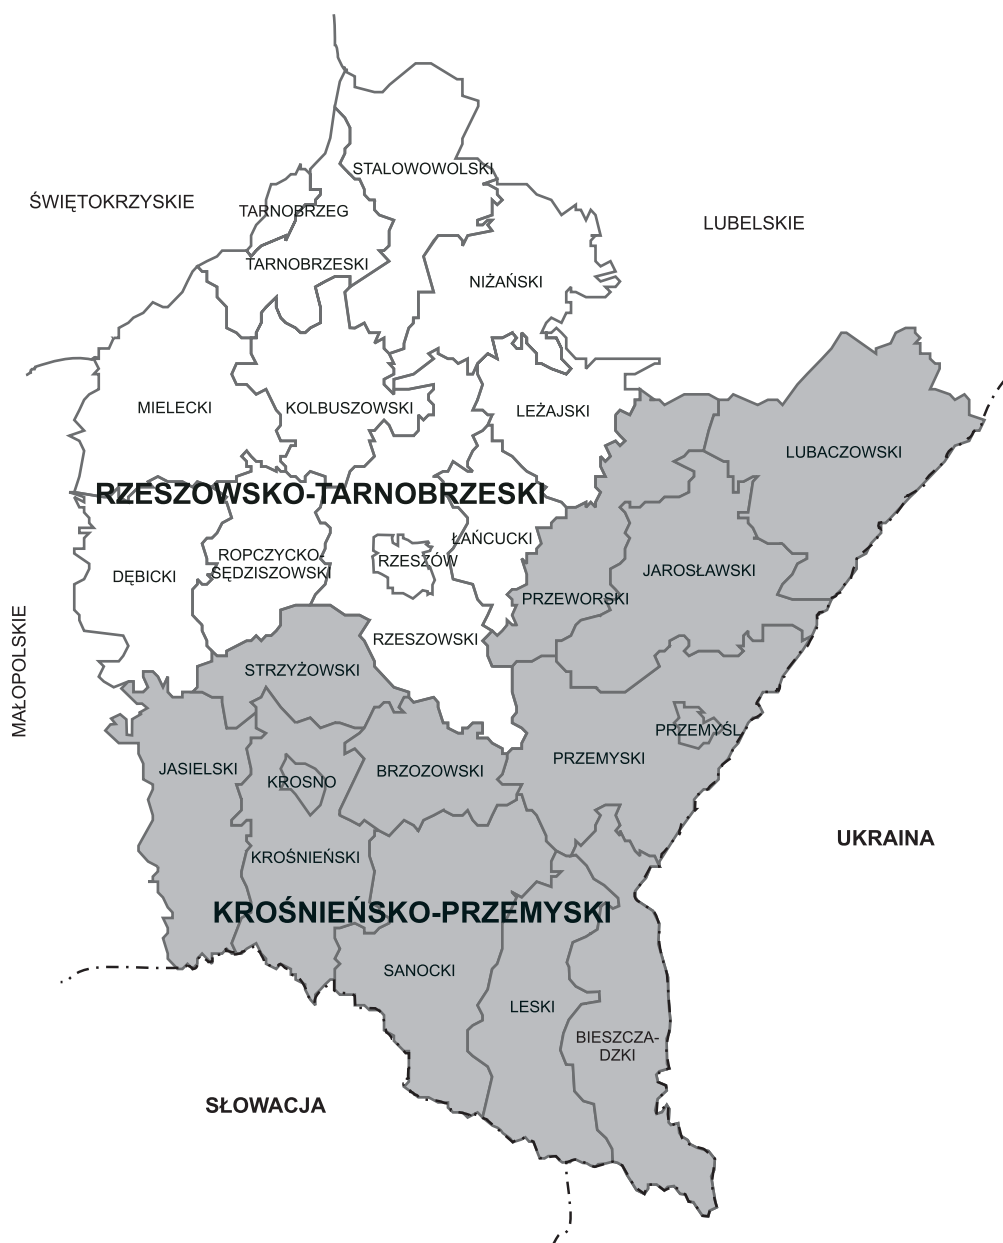 STALOWOWOLSKI
ŚWIĘTOKRZYSKIE
TARNOBRZEG
LUBELSKIE
TARNOBRZESKI
NIŻAŃSKI
MIELECKI
KOLBUSZOWSKI
LEŻAJSKI
LUBACZOWSKI
RZESZOWSKO-TARNOBRZESKI
ŁAŃCUCKI
ROPCZYCKO-
SĘDZISZOWSKI
RZESZÓW
DĘBICKI
JAROSŁAWSKI
PRZEWORSKI
RZESZOWSKI
MAŁOPOLSKIE
STRZYŻOWSKI
PRZEMYŚL
PRZEMYSKI
JASIELSKI
KROSNO
BRZOZOWSKI
UKRAINA
KROŚNIEŃSKI
KROŚNIEŃSKO-PRZEMYSKI
SANOCKI
LESKI
BIESZCZA-
DZKI
SŁOWACJA